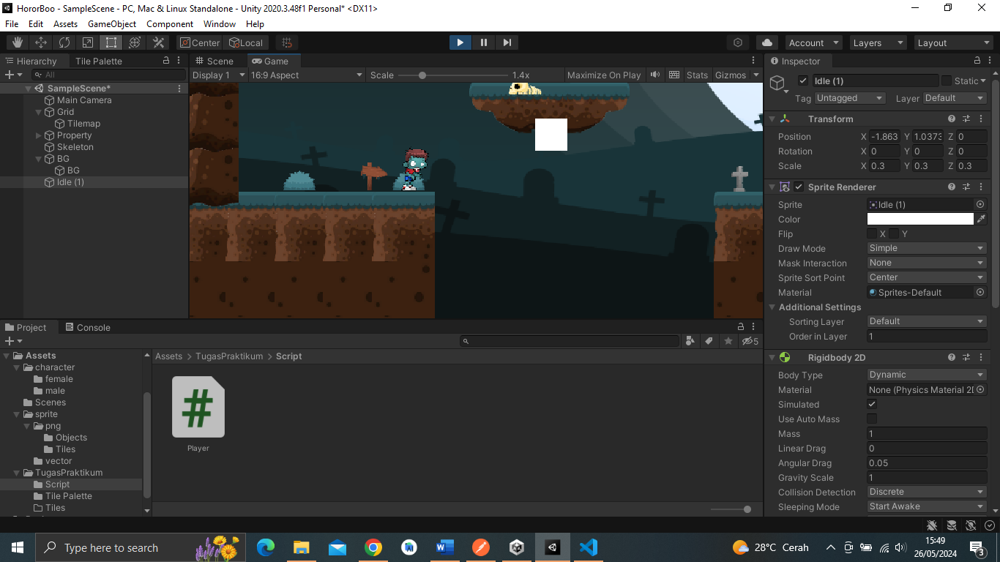 HororBoo - SampleScene - PC, Mac & Linux Standalone - Unity 2020.3.48f1 Personal* <DX11>
File Edit Assets GameObject Component Window Help
Center Local Account Layers Layout
Hierarchy Tile Palette
All
SampleScene*
Main Camera
Grid
Tilemap
Property
Skeleton
BG
BG
Idle (1)
Scene Game
Display 1 16:9 Aspect Scale 1.4x Maximize On Play Stats Gizmos
Inspector
Idle (1) Static
Tag Untagged Layer Default
Transform
Position X -1.863 Y 1.0373 Z 0
Rotation X 0 Y 0 Z 0
Scale X 0.3 Y 0.3 Z 0.3
Sprite Renderer
Sprite Idle (1)
Color
Flip X Y
Draw Mode Simple
Mask Interaction None
Sprite Sort Point Center
Material Sprites-Default
Additional Settings
Sorting Layer Default
Order in Layer 1
Rigidbody 2D
Body Type Dynamic
Material None (Physics Material 2D
Simulated
Use Auto Mass
Mass 1
Linear Drag 0
Angular Drag 0.05
Gravity Scale 1
Collision Detection Discrete
Sleeping Mode Start Awake
Project Console
5
Assets
character
female
male
Scenes
sprite
png
Objects
Tiles
vector
TugasPraktikum
Script
Tile Palette
Tiles
Assets > TugasPraktikum > Script
#
Player
Type here to search
28°C Cerah
15:49
26/05/2024
3